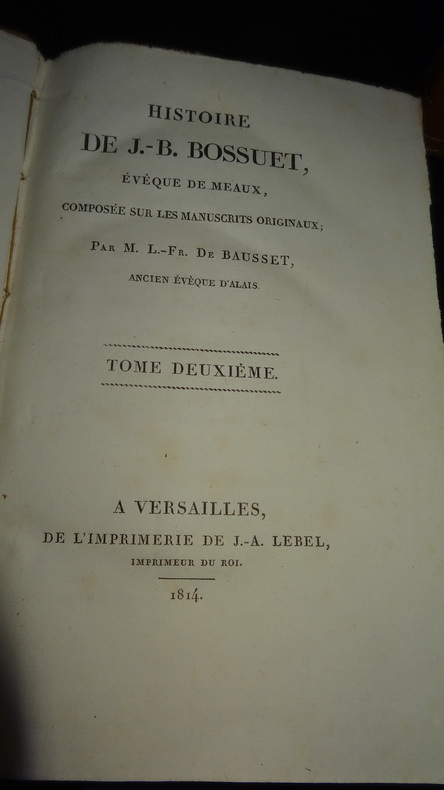 HISTOIRE
DE J.-B. BOSSUET,
ÉVÊQUE DE MEAUX,
COMPOSÉE SUR LES MANUSCRITS ORIGINAUX;
PAR M. L.-FR. DE BAUSSET,
ANCIEN ÉVÊQUE D'ALAIS.
TOME DEUXIÈME.
A VERSAILLES,
DE L'IMPRIMERIE DE J.-A. LEBEL,
IMPRIMEUR DU ROI.
1814.